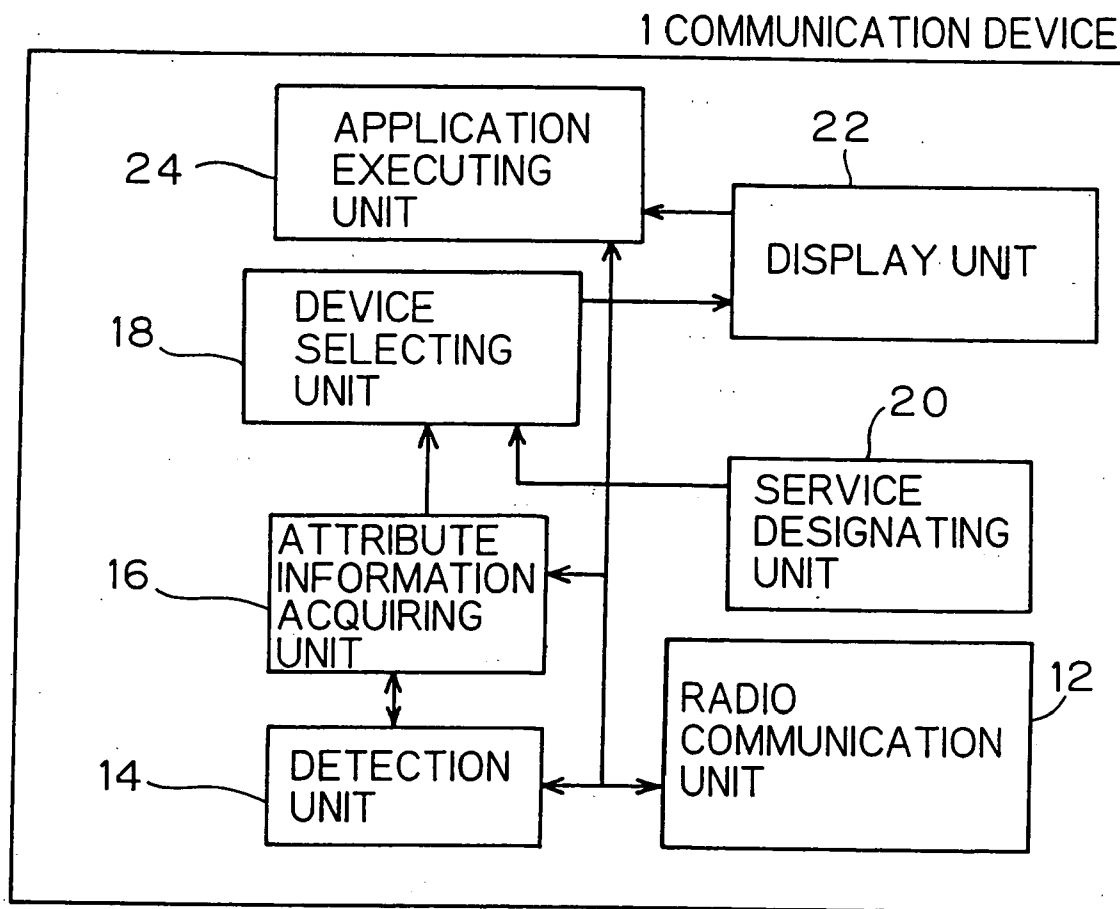 1 COMMUNICATION DEVICE
APPLICATION
EXECUTING
UNIT
24
22
DISPLAY UNIT
DEVICE
SELECTING
UNIT
18
20
SERVICE
DESIGNATING
UNIT
ATTRIBUTE
INFORMATION
ACQUIRING
UNIT
16
RADIO
COMMUNICATION
UNIT
12
DETECTION
UNIT
14